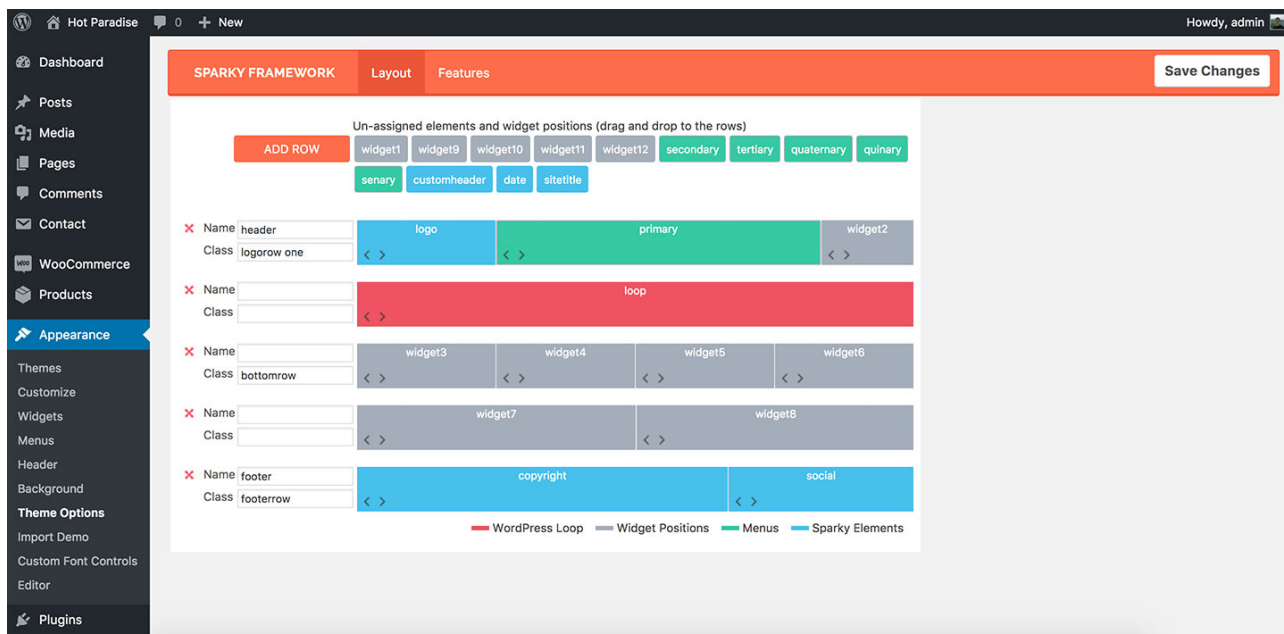 Hot Paradise 0 + New Howdy, admin
Dashboard
Posts
Media
Pages
Comments
Contact
WooCommerce
Products
Appearance
Themes
Customize
Widgets
Menus
Header
Background
Theme Options
Import Demo
Custom Font Controls
Editor
Plugins
SPARKY FRAMEWORK Layout Features Save Changes
Un-assigned elements and widget positions (drag and drop to the rows)
ADD ROW widget1 widget9 widget10 widget11 widget12 secondary tertiary quaternary quinary
senary customheader date sitetitle
Name header logo primary widget2
Class logorow one
Name loop
Class
Name widget3 widget4 widget5 widget6
Class bottomrow
Name widget7 widget8
Class
Name footer copyright social
Class footerrow
WordPress Loop Widget Positions Menus Sparky Elements